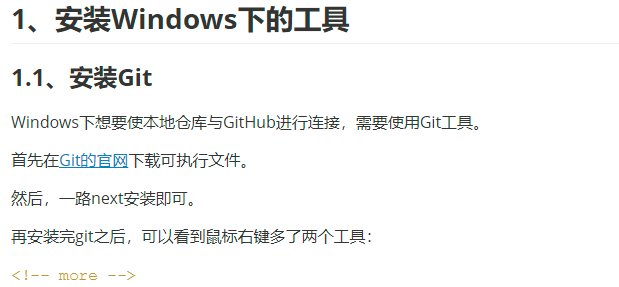 1、安装Windows下的工具
1.1、安装Git
Windows下想要使本地仓库与GitHub进行连接，需要使用Git工具。
首先在Git的官网下载可执行文件。
然后，一路next安装即可。
再安装完git之后，可以看到鼠标右键多了两个工具：
<!-- more -->